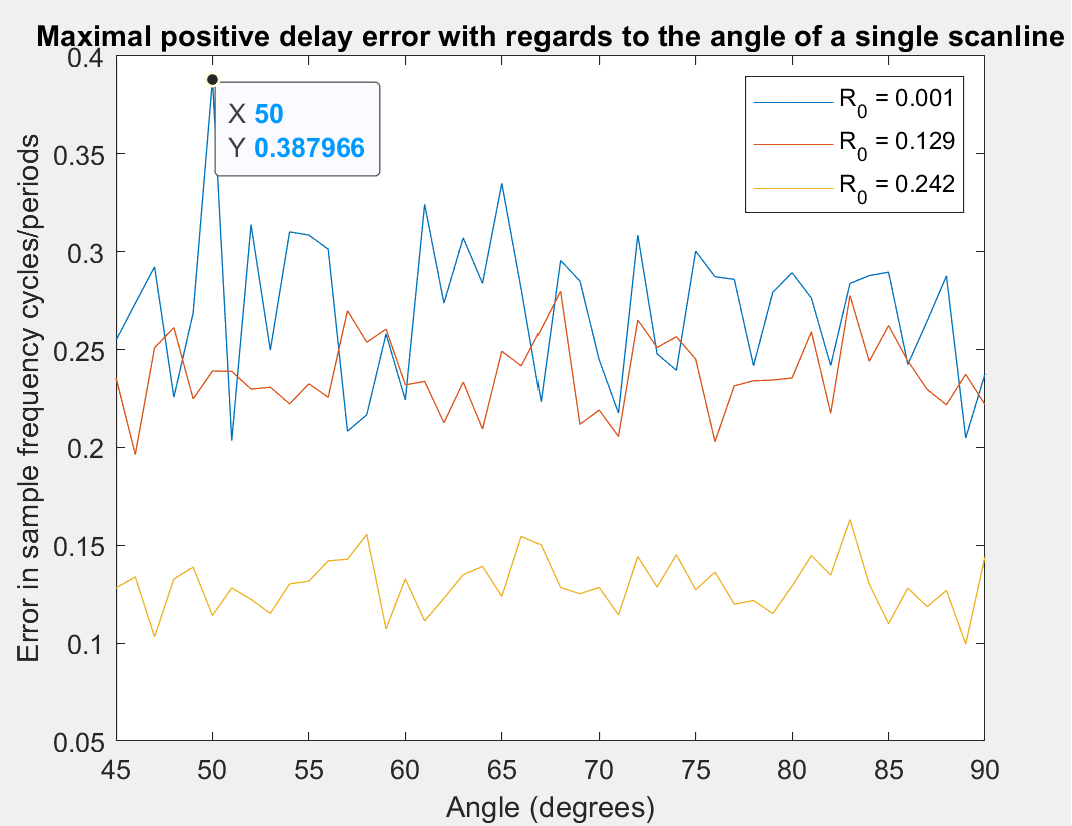 Maximal positive delay error with regards to the angle of a single scanline
0.4
0.35
0.3
0.25
0.2
0.15
0.1
0.05
Error in sample frequency cycles/periods
X 50
Y 0.387966
R0 = 0.001
R0 = 0.129
R0 = 0.242
45 50 55 60 65 70 75 80 85 90
Angle (degrees)